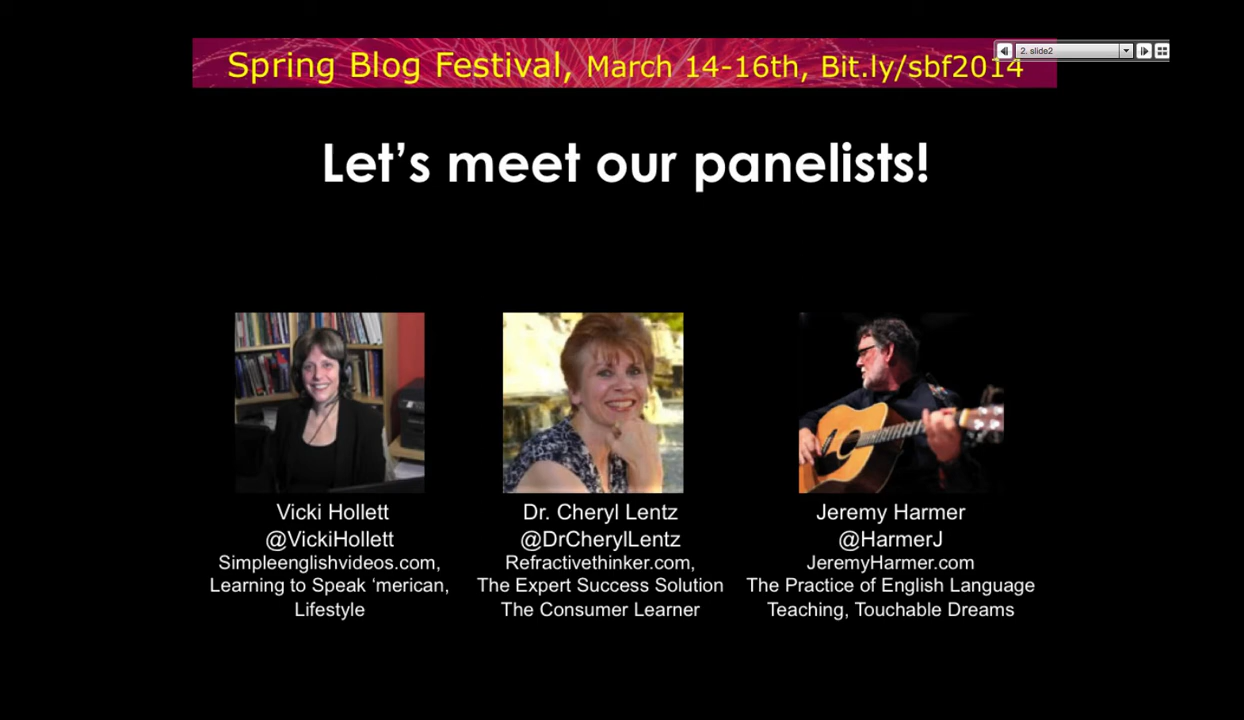 Spring Blog Festival, March 14-16th, Bit.ly/sbf2014
2. slide2
Let’s meet our panelists!
Vicki Hollett
@VickiHollett
Simpleenglishvideos.com,
Learning to Speak ‘merican,
Lifestyle
Dr. Cheryl Lentz
@DrCherylLentz
Refractivethinker.com,
The Expert Success Solution
The Consumer Learner
Jeremy Harmer
@HarmerJ
JeremyHarmer.com
The Practice of English Language
Teaching, Touchable Dreams